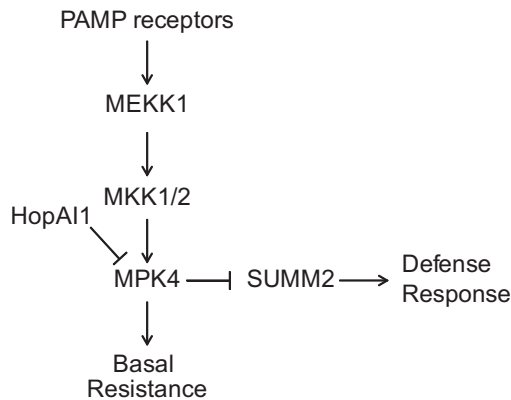 PAMP receptors
MEKK1
MKK1/2
HopAI1
MPK4
SUMM2
Defense
Response
Basal
Resistance